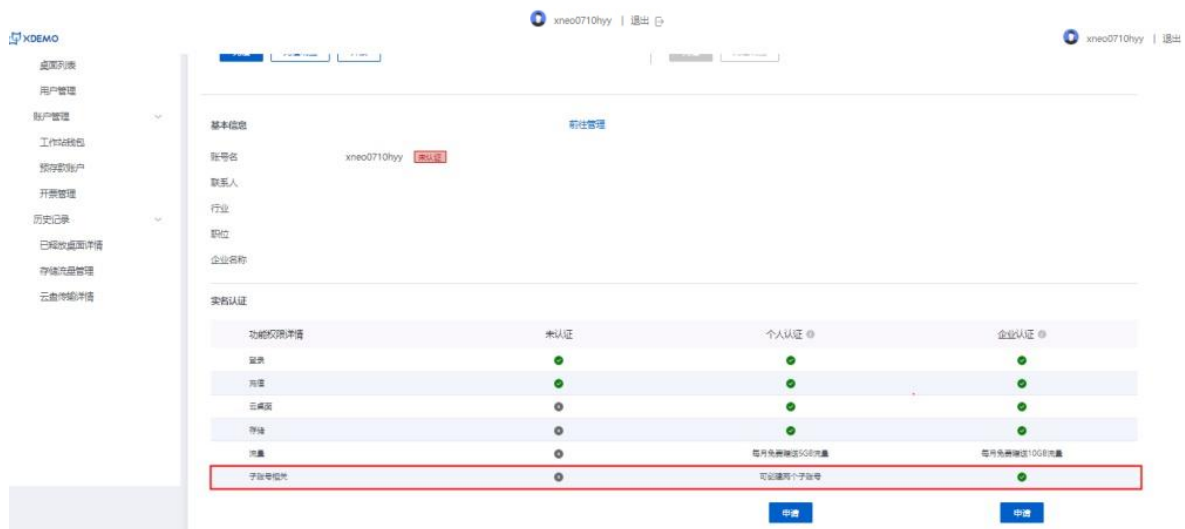 xneo0710hyy | 退出
XDEMO
xneo0710hyy | 退出
桌面列表
用户管理
账户管理
工作站钱包
预存款账户
开票管理
历史记录
已释放桌面详情
存储流量管理
云盘传输详情
基本信息 前往管理
账号名 xneo0710hyy 未认证
联系人
行业
职位
企业名称
实名认证
功能权限详情 未认证 个人认证 企业认证
登录
充值
云桌面
存储
流量 每月免费赠送5GB流量 每月免费赠送10GB流量
子账号相关 可创建两个子账号
申请 申请